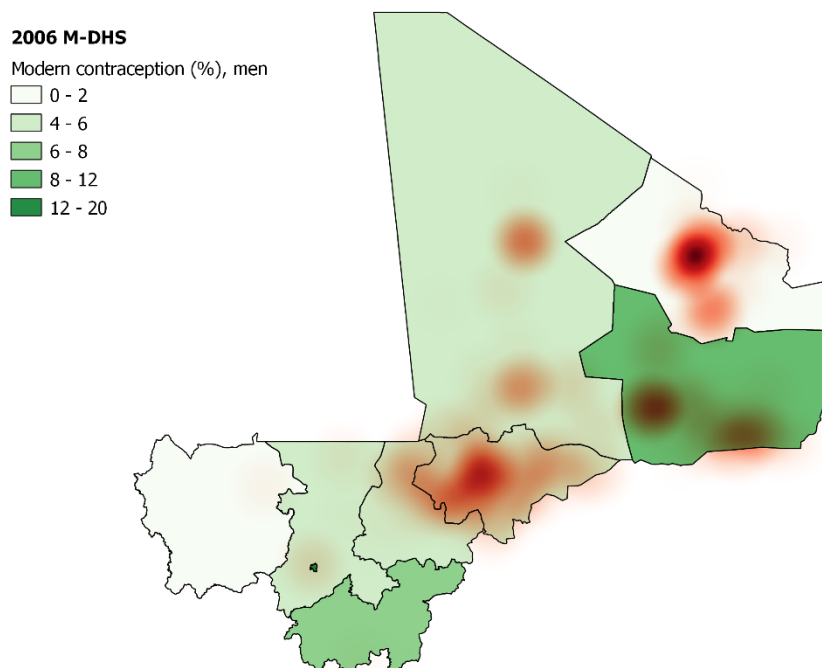 2006 M-DHS
Modern contraception (%), men
0 - 2
4 - 6
6 - 8
8 - 12
12 - 20